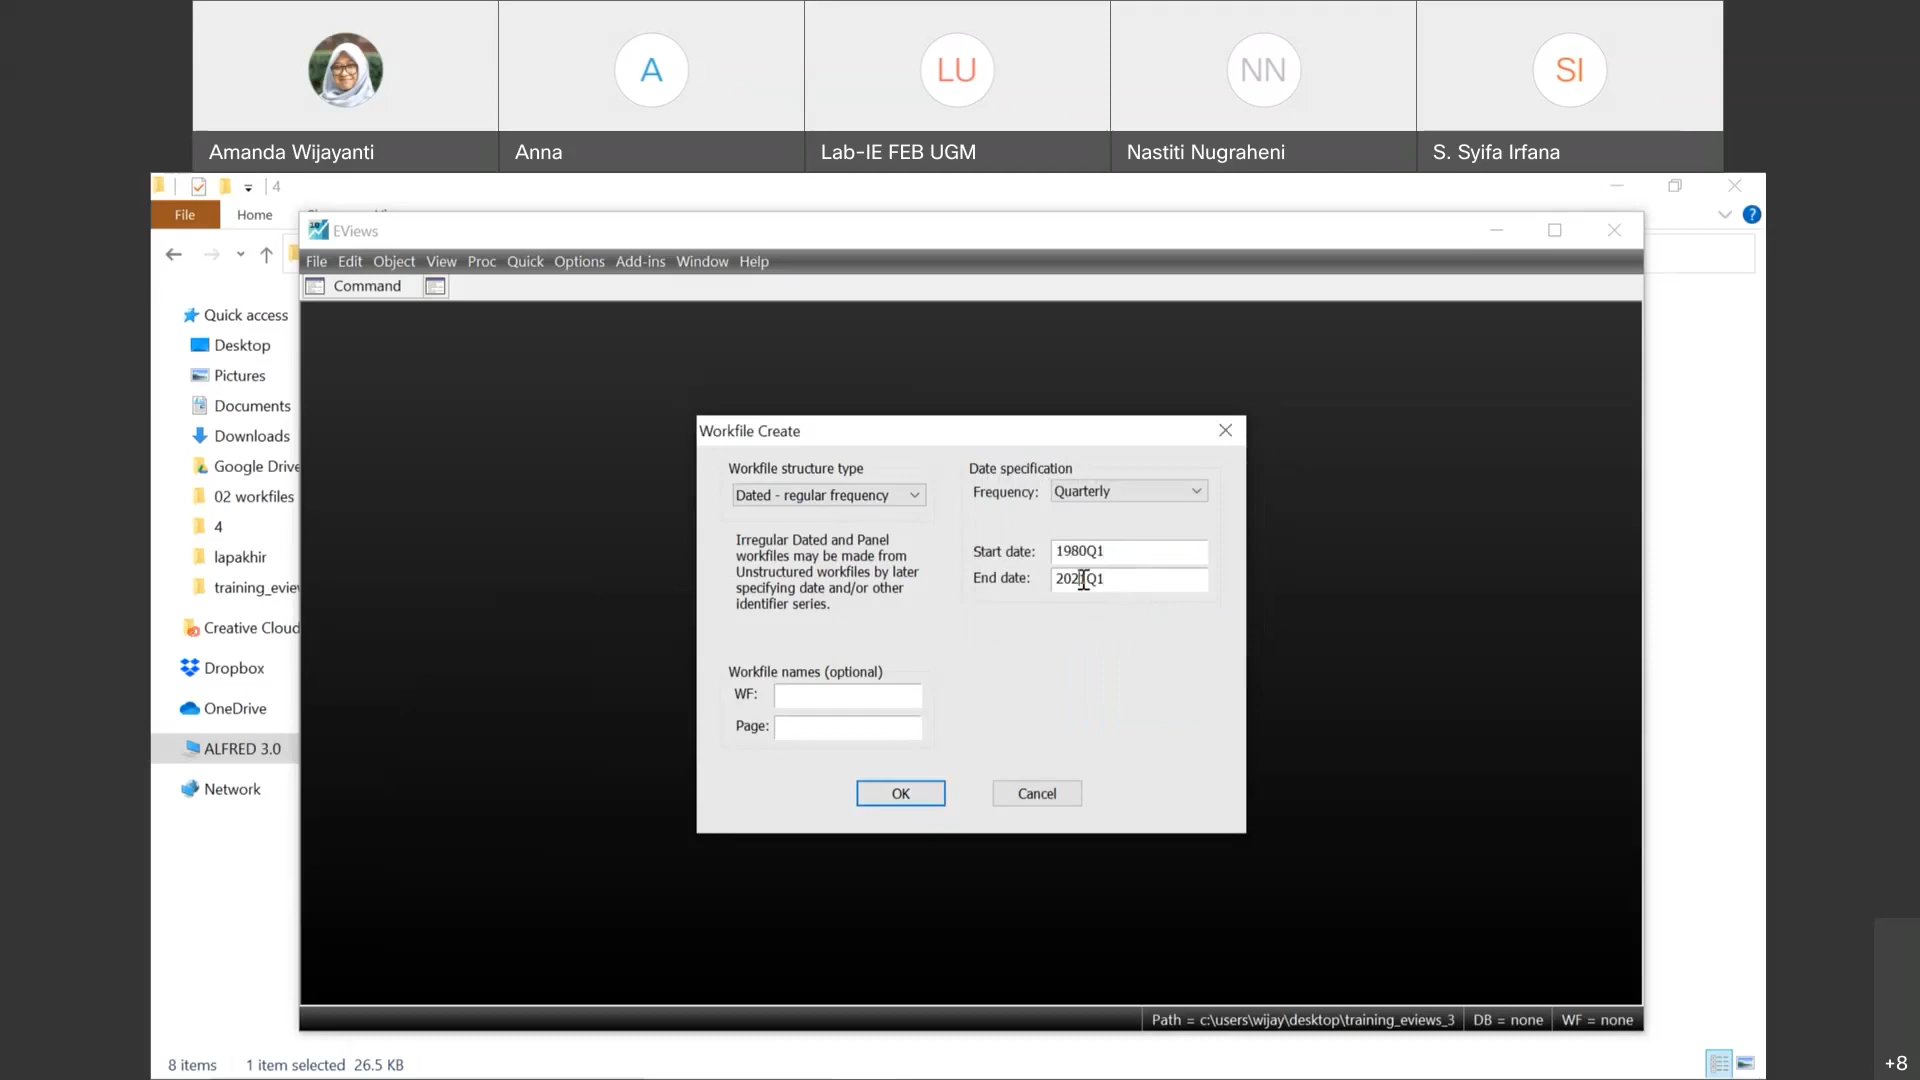 A
LU
NN
SI
Amanda Wijayanti
Anna
Lab-IE FEB UGM
Nastiti Nugraheni
S. Syifa Irfana
4
File
Home
EViews
File Edit Object View Proc Quick Options Add-ins Window Help
Command
Quick access
Desktop
Pictures
Documents
Downloads
Google Drive
02 workfiles
4
lapakhir
training_eviev
Creative Cloud
Dropbox
OneDrive
ALFRED 3.0
Network
Workfile Create
Workfile structure type
Dated - regular frequency
Irregular Dated and Panel
workfiles may be made from
Unstructured workfiles by later
specifying date and/or other
identifier series.
Date specification
Frequency: Quarterly
Start date: 1980Q1
End date:
Workfile names (optional)
WF:
Page:
OK
Cancel
Path = c:\users\wijay\desktop\training_eviews_3
DB = none
WF = none
8 items
1 item selected 26.5 KB
+8